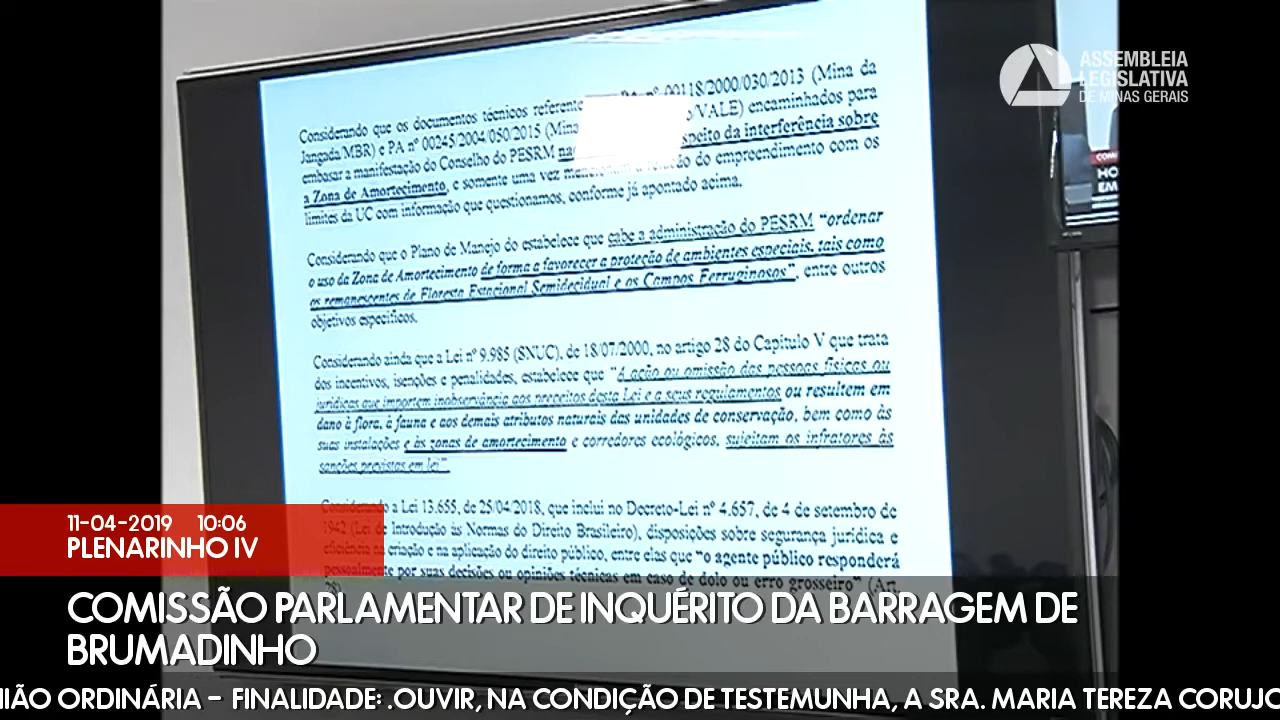 ASSEMBLEIA
LEGISLATIVA
DE MINAS GERAIS
Considerando que os documentos técnicos referente PA nº 00118/2000/030/2013 (Mina da
Jangada/MBR) e PA nº 00245/2004/050/2015 (Mina o/VALE) encaminhados para
embasar a manifestação do Conselho do PESRM speito da interferência sobre
a Zona de Amortecimento, e somente uma vez do empreendimento com os
limites da UC com informação que questionamos, conforme já apontado acima.
Considerando que o Plano de Manejo do estabelece que cabe a administração do PESRM "ordenar
o uso da Zona de Amortecimento de forma a favorecer a proteção de ambientes especiais, tais como
os remanescentes de Floresta Estacional Semidecidual e os Campos Ferruginosos", entre outros
objetivos específicos.
Considerando ainda que a Lei nº 9.985 (SNUC), de 18/07/2000, no artigo 28 do Capítulo V que trata
dos incentivos, isenções e penalidades, estabelece que "á ação ou omissão das pessoas físicas ou
jurídicas que importem inobservância aos preceitos desta Lei e a seus regulamentos ou resultem em
dano à flora, à fauna e aos demais atributos naturais das unidades de conservação, bem como às
suas instalações e às zonas de amortecimento e corredores ecológicos, sujeitam os infratores às
sanções previstas em lei".
Considerando a Lei 13.655, de 25/04/2018, que inclui no Decreto-Lei nº 4.657, de 4 de setembro de
1942 (Lei de Introdução às Normas do Direito Brasileiro), disposições sobre segurança jurídica e
eficiência na criação e na aplicação do direito público, entre elas que "o agente público responderá
pessoalmente por suas decisões ou opiniões técnicas em caso de dolo ou erro grosseiro" (Art.
28)
HO
EM
11-04-2019 10:06
PLENARINHO IV
COMISSÃO PARLAMENTAR DE INQUÉRITO DA BARRAGEM DE
BRUMADINHO
NIÃO ORDINÁRIA - FINALIDADE: .OUVIR, NA CONDIÇÃO DE TESTEMUNHA, A SRA. MARIA TEREZA CORUJO